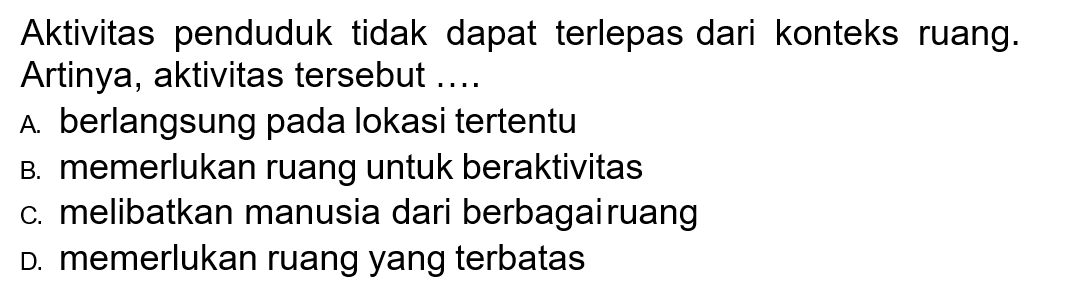 Aktivitas penduduk tidak dapat terlepas dari konteks ruang.
Artinya, aktivitas tersebut ....
A. berlangsung pada lokasi tertentu
B. memerlukan ruang untuk beraktivitas
C. melibatkan manusia dari berbagai ruang
D. memerlukan ruang yang terbatas